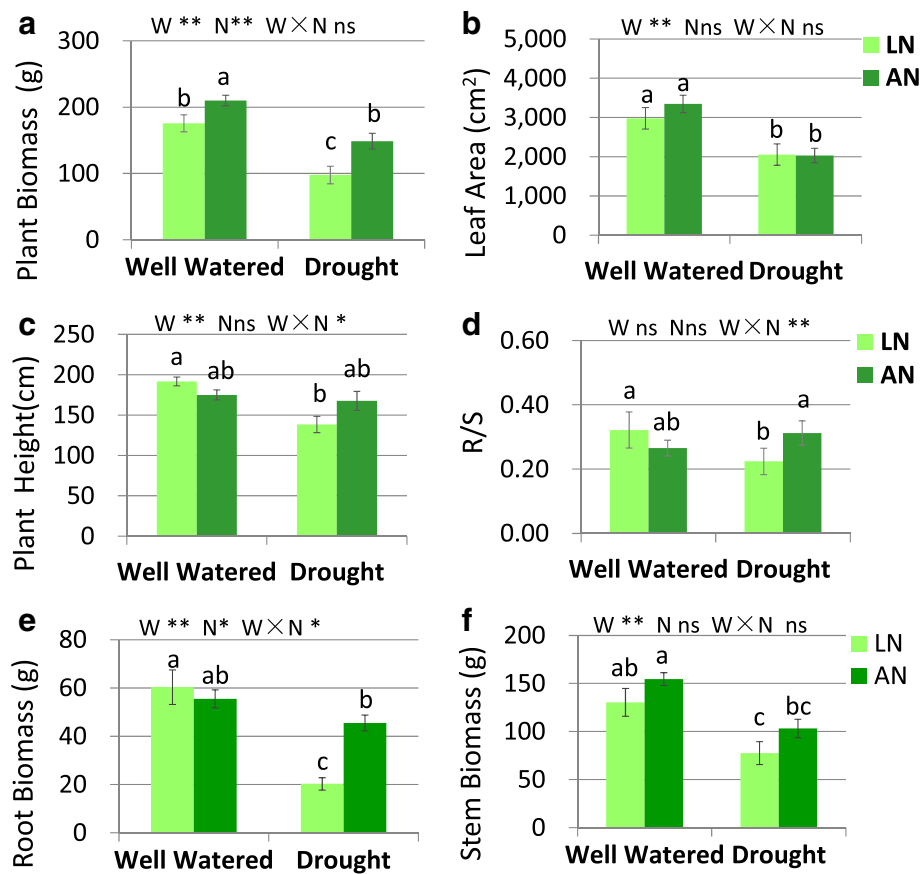 a
W ** N** W×N ns
Plant Biomass (g)
300
200
100
0
b b
a c
Well Watered Drought
b
W ** Nns W×N ns
LN
AN
Leaf Area (cm²)
5,000
4,000
3,000
2,000
1,000
0
a a b b
Well Watered Drought
c
W ** Nns W×N *
Plant Height(cm)
250
200
150
100
50
0
a ab b ab
Well Watered Drought
d
W ns Nns W×N **
LN
AN
R/S
0.60
0.40
0.20
0.00
a ab b a
Well Watered Drought
e
W ** N* W×N *
Root Biomass (g)
80
60
40
20
0
a ab c b
Well Watered Drought
f
W ** N ns W×N ns
LN
AN
Stem Biomass (g)
200
150
100
50
0
ab a c bc
Well Watered Drought